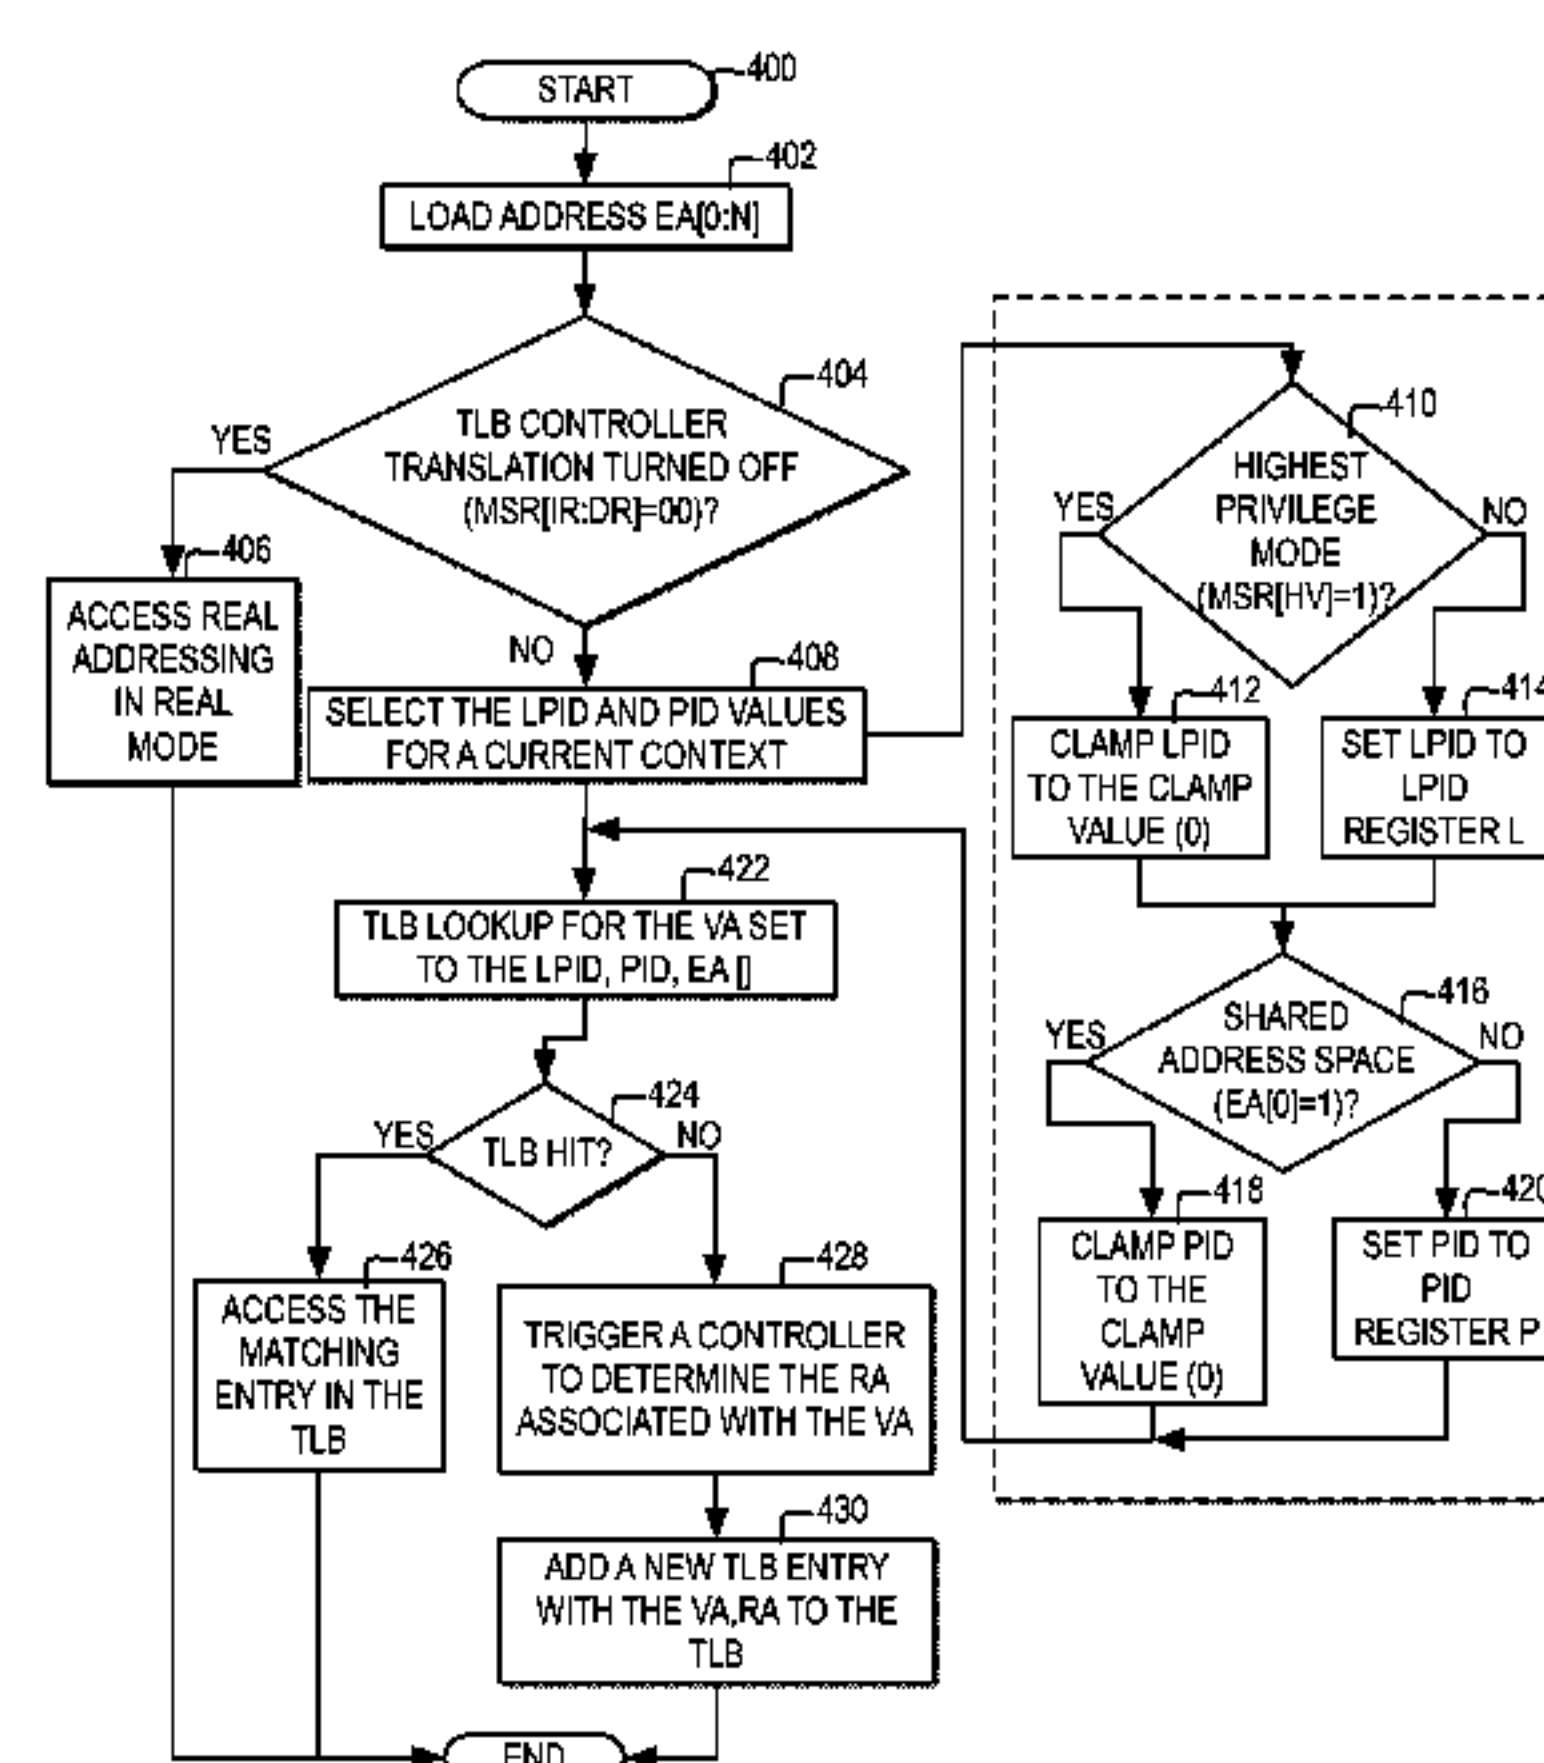 START
400
402
LOAD ADDRESS EA[0:N]
404
TLB CONTROLLER
TRANSLATION TURNED OFF
(MSR[IR:DR]=00)?
YES
NO
406
ACCESS REAL
ADDRESSING
IN REAL
MODE
408
SELECT THE LPID AND PID VALUES
FOR A CURRENT CONTEXT
410
HIGHEST
PRIVILEGE
MODE
(MSR[HV]=1)?
YES
NO
412
CLAMP LPID
TO THE CLAMP
VALUE (0)
414
SET LPID TO
LPID
REGISTER L
416
SHARED
ADDRESS SPACE
(EA[0]=1)?
YES
NO
418
CLAMP PID
TO THE
CLAMP
VALUE (0)
420
SET PID TO
PID
REGISTER P
422
TLB LOOKUP FOR THE VA SET
TO THE LPID, PID, EA []
424
TLB HIT?
YES
NO
426
ACCESS THE
MATCHING
ENTRY IN THE
TLB
428
TRIGGER A CONTROLLER
TO DETERMINE THE RA
ASSOCIATED WITH THE VA
430
ADD A NEW TLB ENTRY
WITH THE VA,RA TO THE
TLB
END